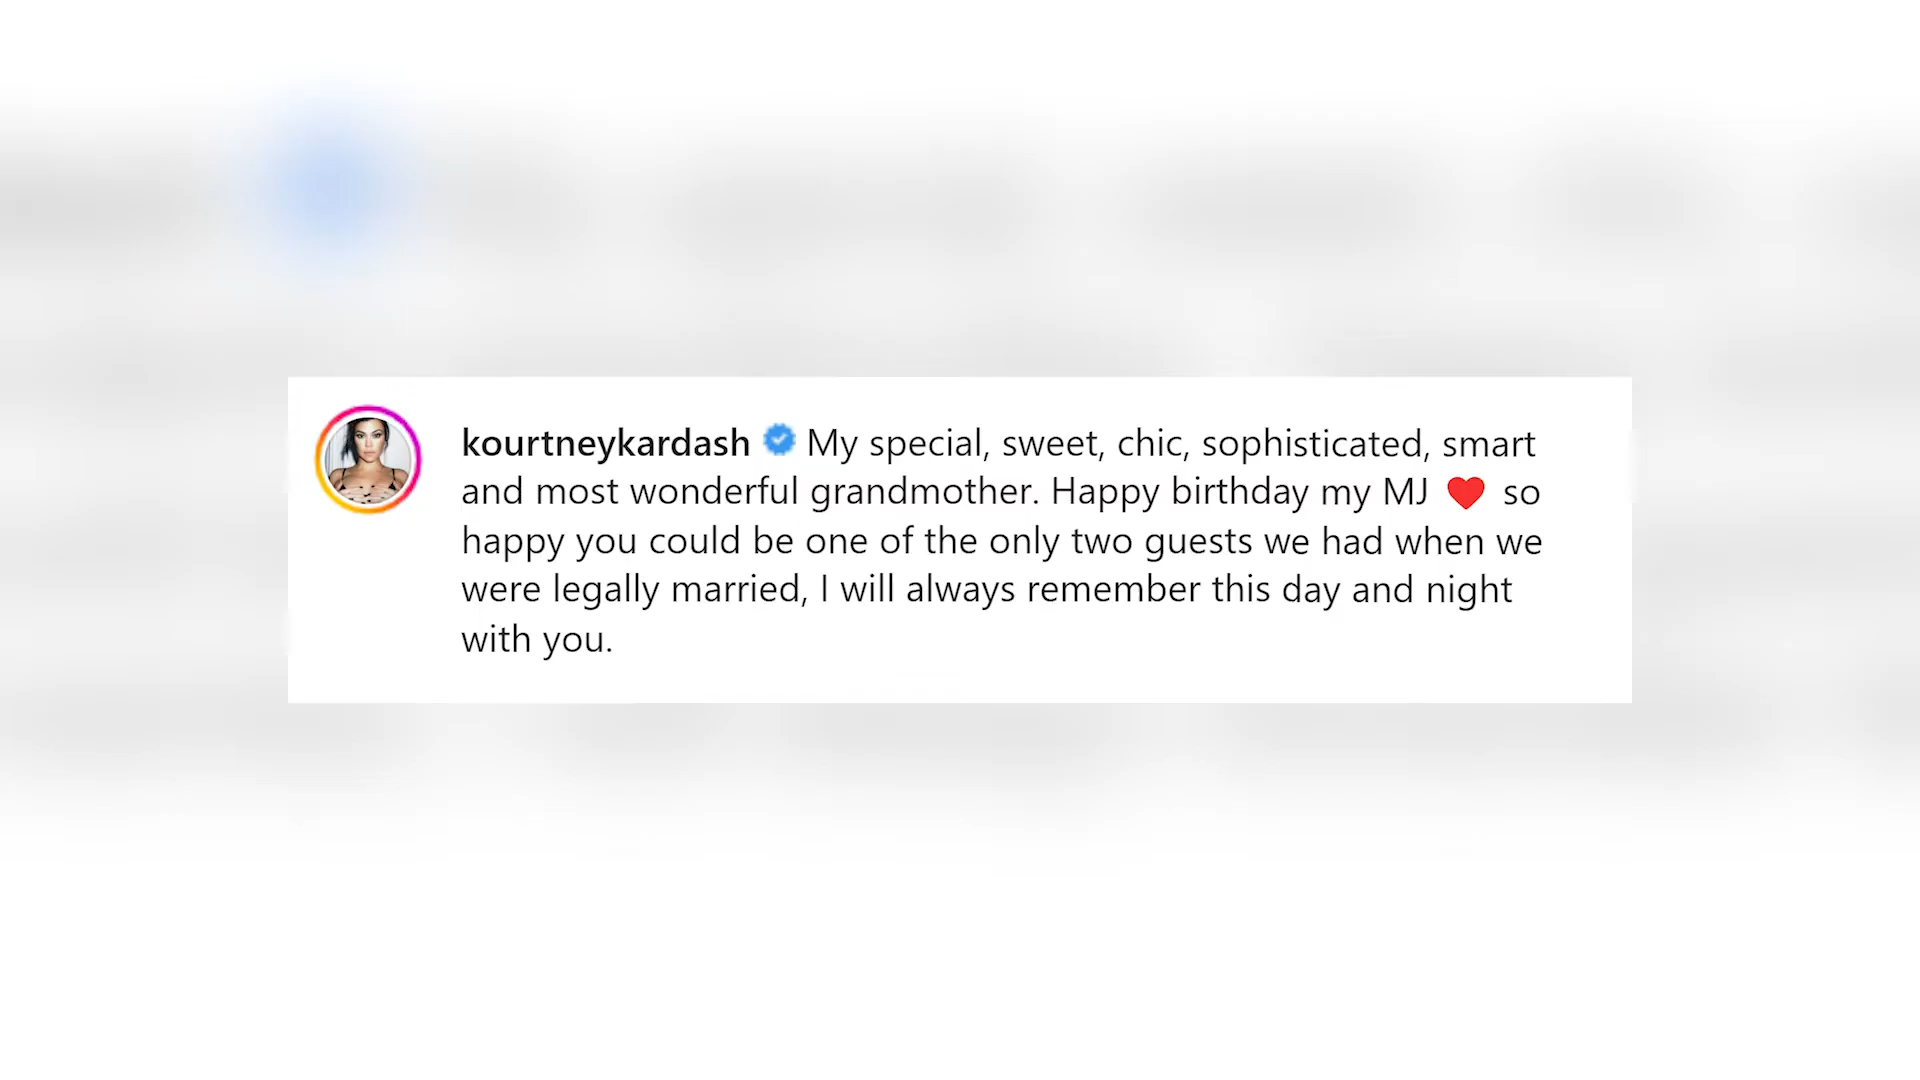 kourtneykardash My special, sweet, chic, sophisticated, smart
and most wonderful grandmother. Happy birthday my MJ ❤️ so
happy you could be one of the only two guests we had when we
were legally married, I will always remember this day and night
with you.